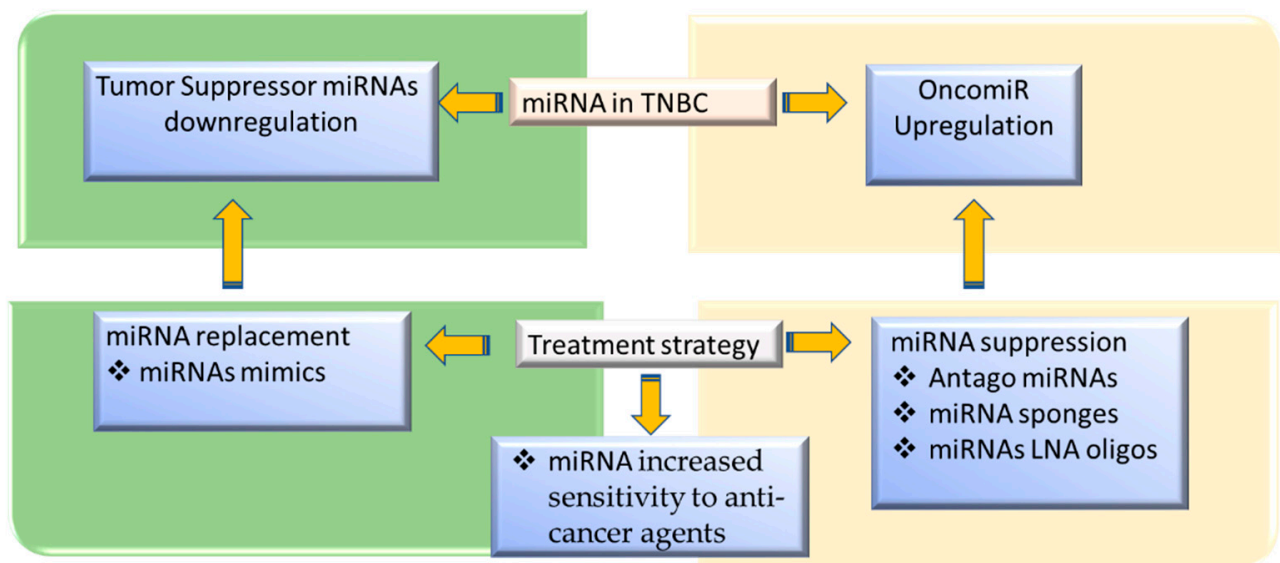 Tumor Suppressor miRNAs
downregulation
miRNA in TNBC
OncomiR
Upregulation
miRNA replacement
❖ miRNAs mimics
Treatment strategy
miRNA suppression
❖ Antago miRNAs
❖ miRNA sponges
❖ miRNAs LNA oligos
❖ miRNA increased
sensitivity to anti-
cancer agents